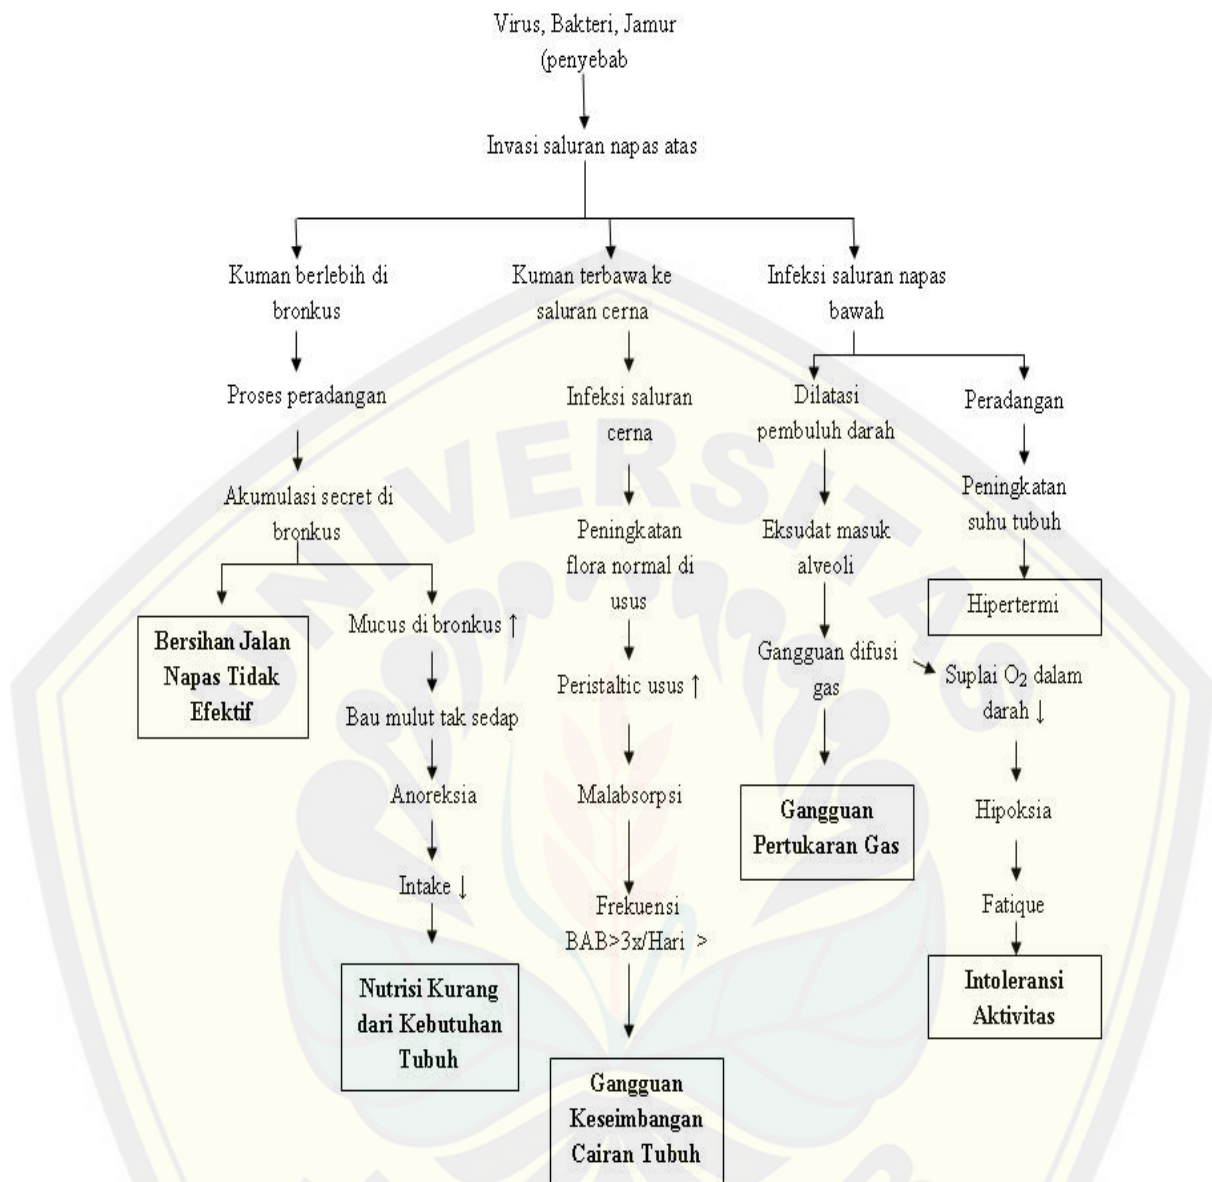 Virus, Bakteri, Jamur
(penyebab
Invasi saluran napas atas
Kuman berlebih di
bronkus
Kuman terbawa ke
saluran cerna
Infeksi saluran napas
bawah
Proses peradangan
Infeksi saluran
cerna
Dilatasi
pembuluh darah
Peradangan
Akumulasi secret di
bronkus
Peningkatan
flora normal di
usus
Eksudat masuk
alveoli
Peningkatan
suhu tubuh
Hipertermi
Bersihan Jalan
Napas Tidak
Efektif
Mucus di bronkus ↑
Peristaltic usus ↑
Gangguan difusi
gas
Suplai O₂ dalam
darah ↓
Bau mulut tak sedap
Anoreksia
Malabsorpsi
Gangguan
Pertukaran Gas
Hipoksia
Intake ↓
Frekuensi
BAB>3x/Hari >
Fatique
Nutrisi Kurang
dari Kebutuhan
Tubuh
Intoleransi
Aktivitas
Gangguan
Keseimbangan
Cairan Tubuh
UNIVERSITAS